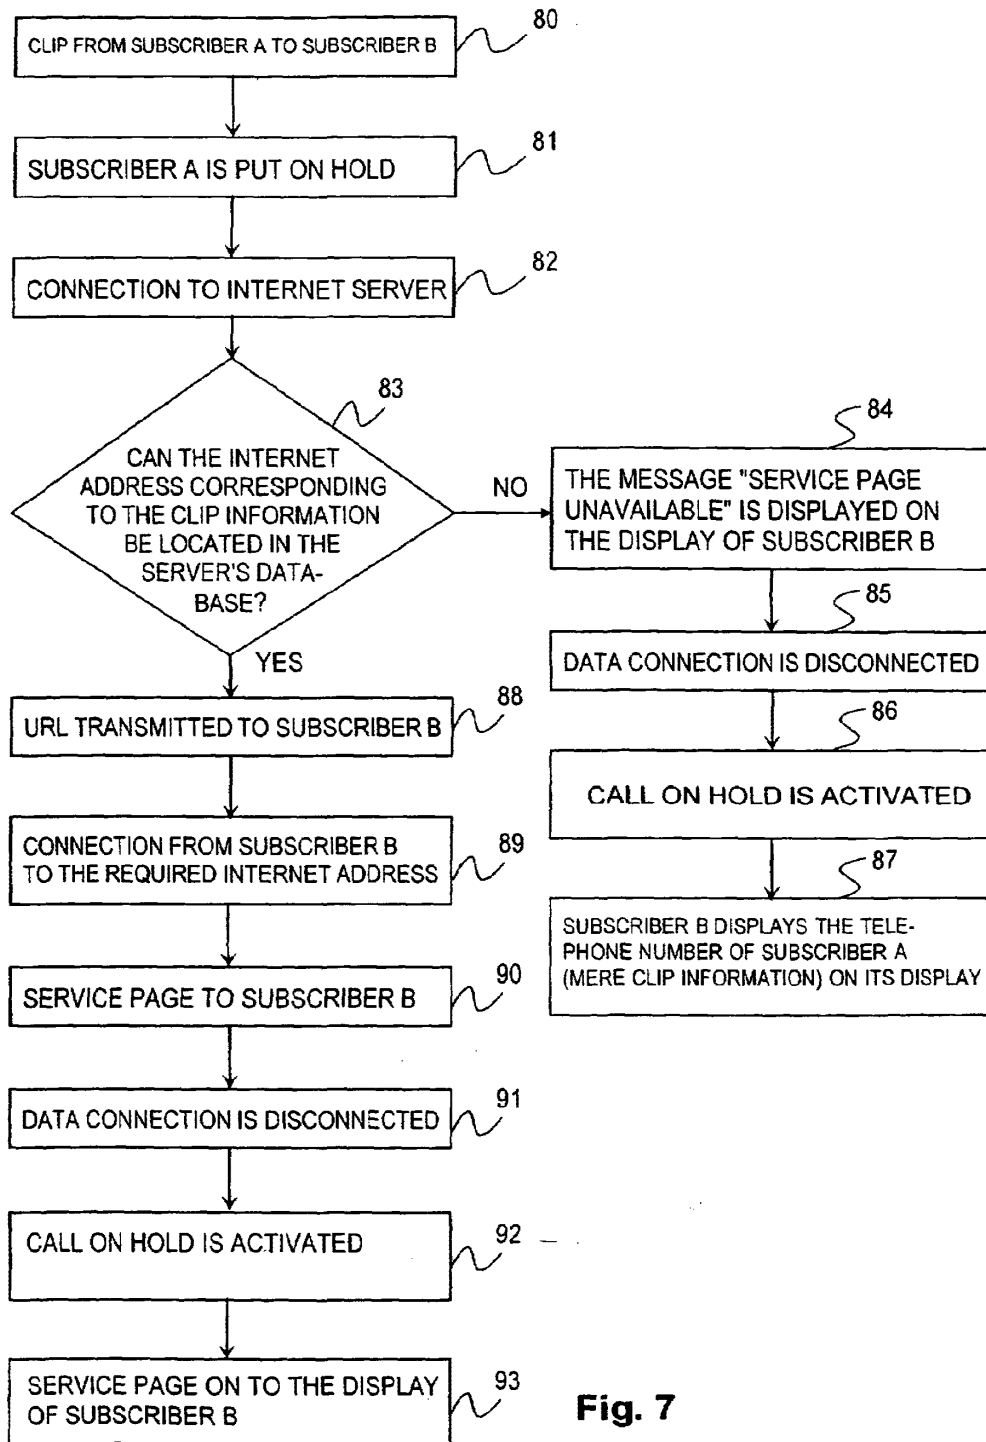 CLIP FROM SUBSCRIBER A TO SUBSCRIBER B
80
SUBSCRIBER A IS PUT ON HOLD
81
CONNECTION TO INTERNET SERVER
82
83
CAN THE INTERNET
ADDRESS CORRESPONDING
TO THE CLIP INFORMATION
BE LOCATED IN THE
SERVER'S DATA-
BASE?
NO
YES
84
THE MESSAGE "SERVICE PAGE
UNAVAILABLE" IS DISPLAYED ON
THE DISPLAY OF SUBSCRIBER B
85
DATA CONNECTION IS DISCONNECTED
86
CALL ON HOLD IS ACTIVATED
87
SUBSCRIBER B DISPLAYS THE TELE-
PHONE NUMBER OF SUBSCRIBER A
(MERE CLIP INFORMATION) ON ITS DISPLAY
URL TRANSMITTED TO SUBSCRIBER B
88
CONNECTION FROM SUBSCRIBER B
TO THE REQUIRED INTERNET ADDRESS
89
SERVICE PAGE TO SUBSCRIBER B
90
DATA CONNECTION IS DISCONNECTED
91
CALL ON HOLD IS ACTIVATED
92
SERVICE PAGE ON TO THE DISPLAY
OF SUBSCRIBER B
93
Fig. 7